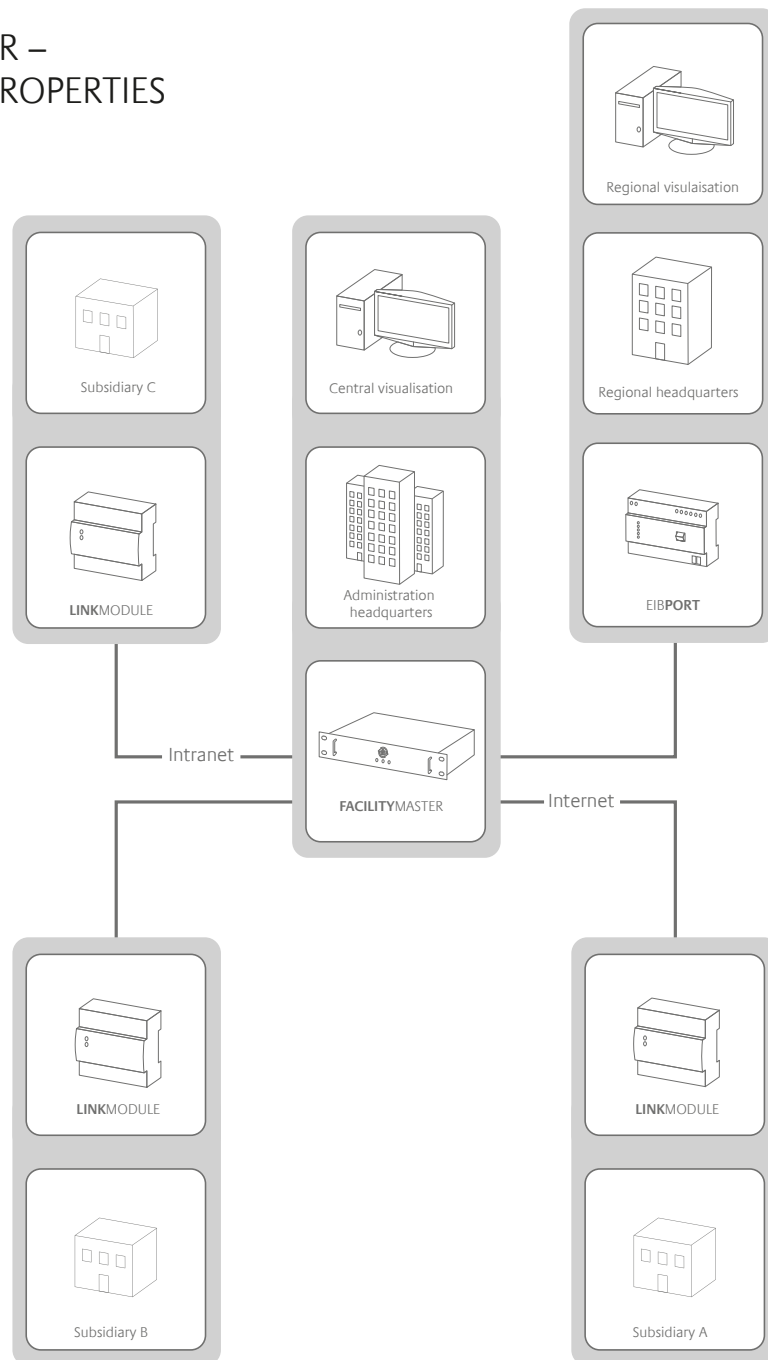 R –
ROPERTIES
Regional visulaisation
Subsidiary C
Central visualisation
Regional headquarters
LINKMODULE
Administration
headquarters
EIBPORT
Intranet
FACILITYMASTER
Internet
LINKMODULE
LINKMODULE
Subsidiary B
Subsidiary A